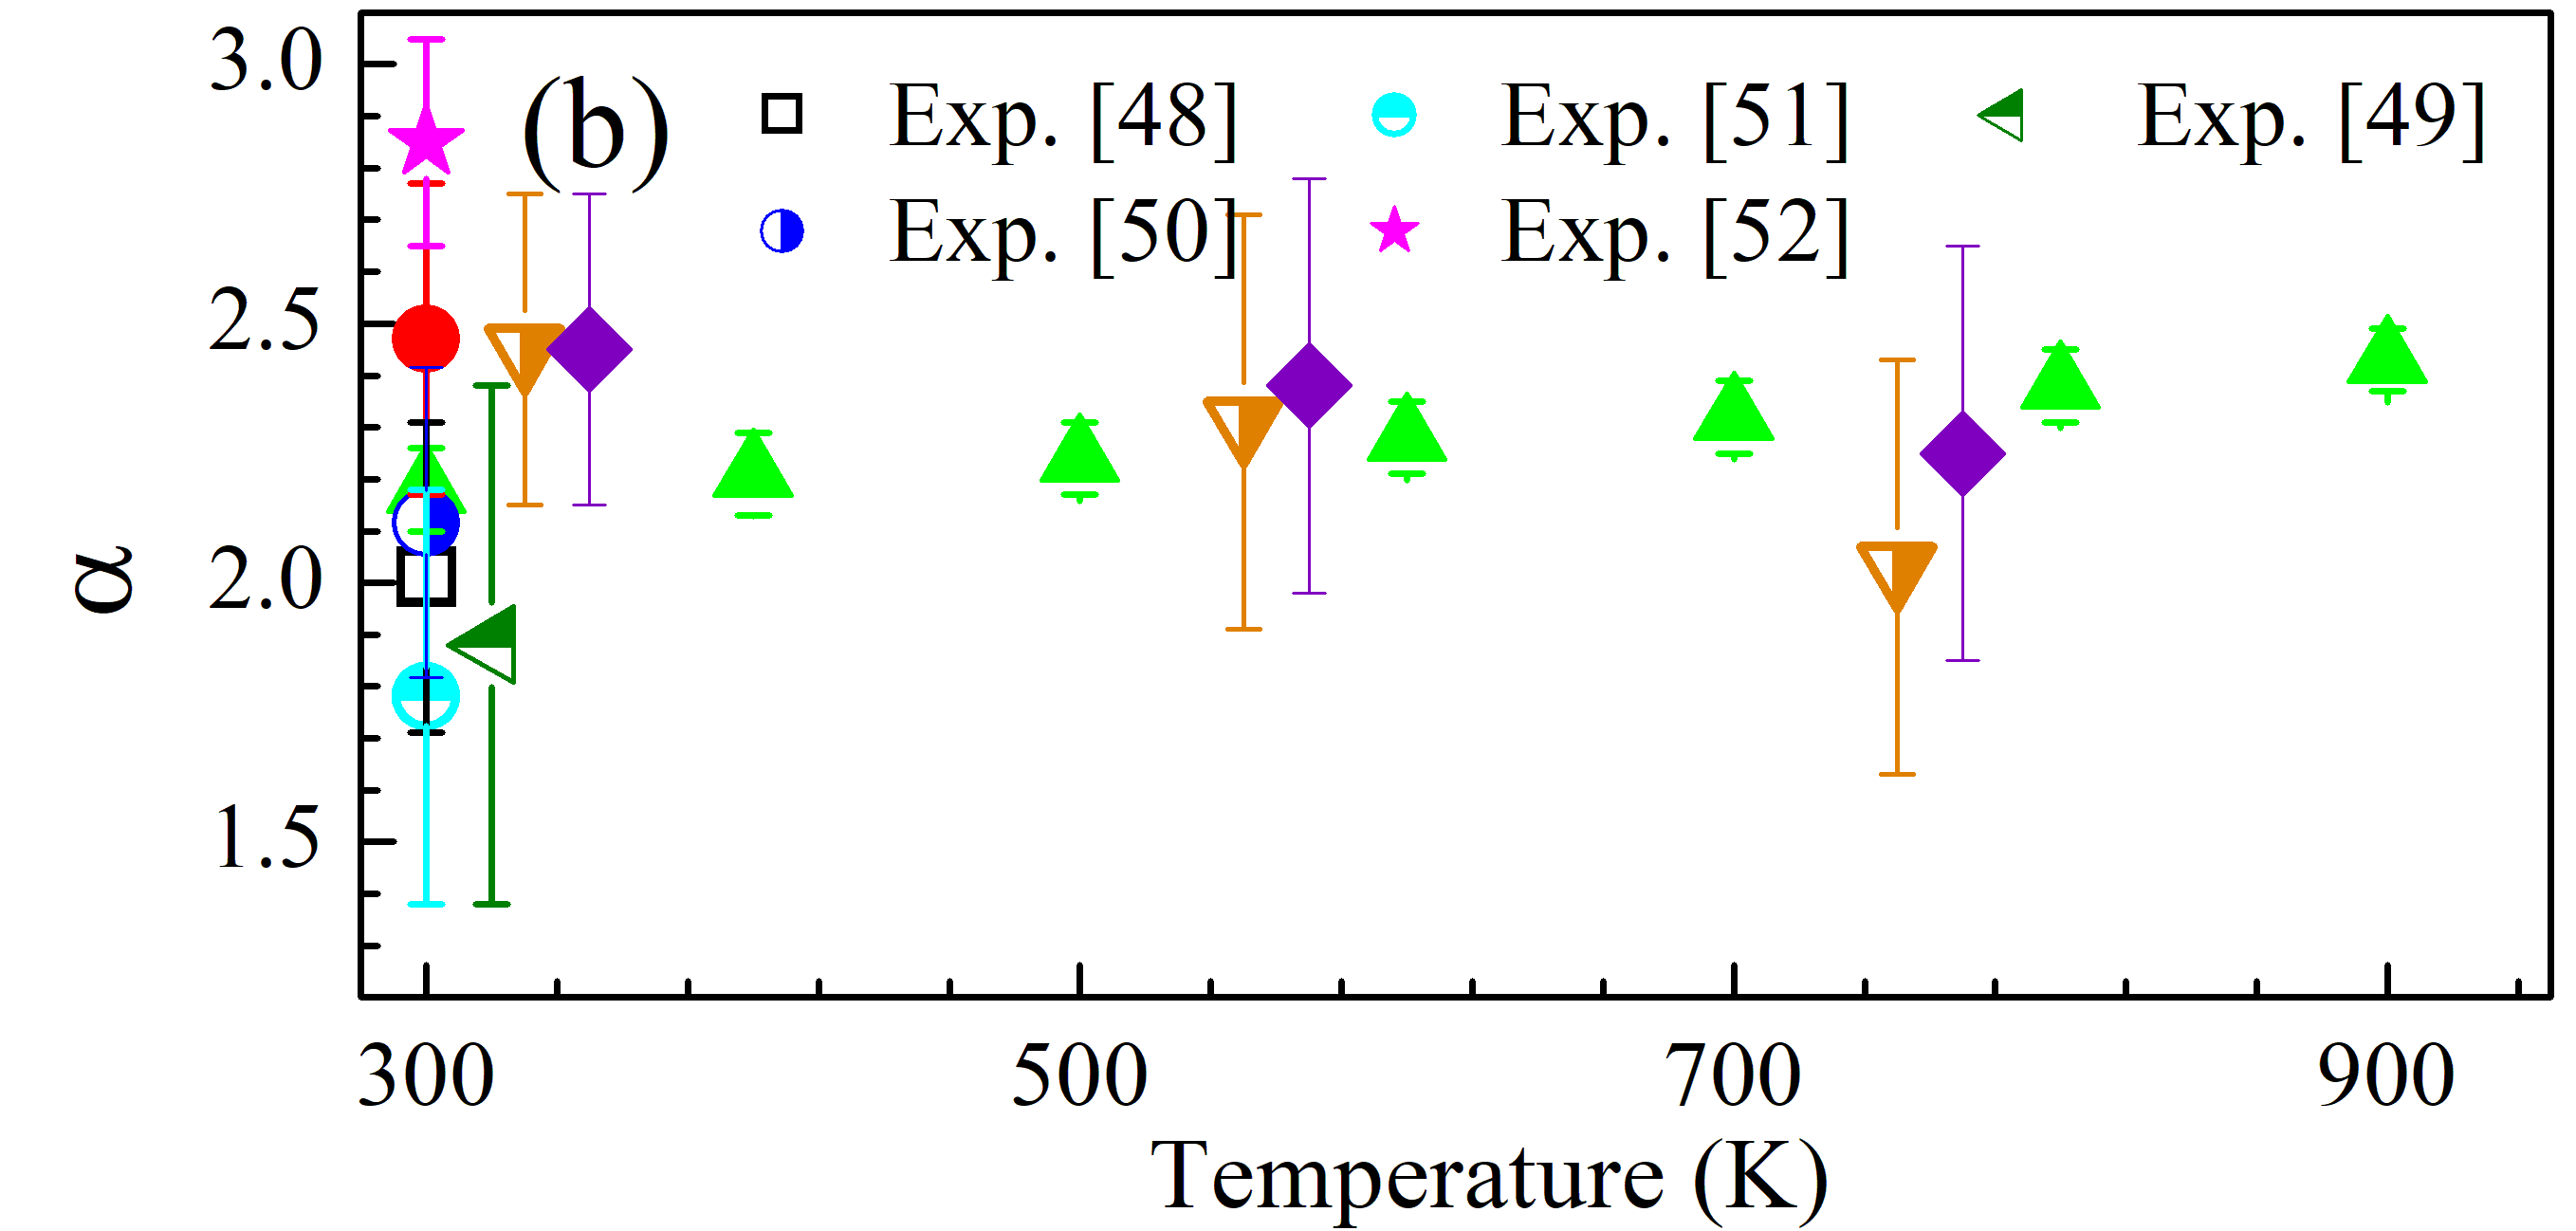 3.0
(b)
Exp. [48]
Exp. [51]
Exp. [49]
Exp. [50]
Exp. [52]
2.5
2.0
1.5
α
300
500
700
900
Temperature (K)